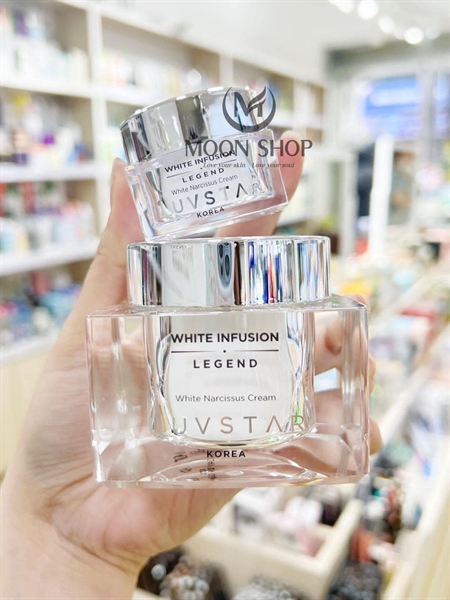 MOON SHOP
Love your skin - Love your soul
WHITE INFUSION
LEGEND
White Narcissus Cream
UVSTAR
KOREA
WHITE INFUSION
LEGEND
White Narcissus Cream
UVSTAR
KOREA